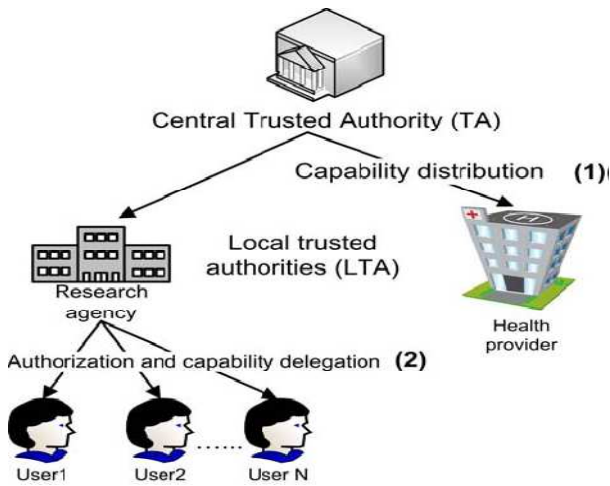 Central Trusted Authority (TA)
Capability distribution (1)(
Local trusted
authorities (LTA)
H
Research
agency
Health
provider
Authorization and capability delegation (2)
User1 User2 ...... User N